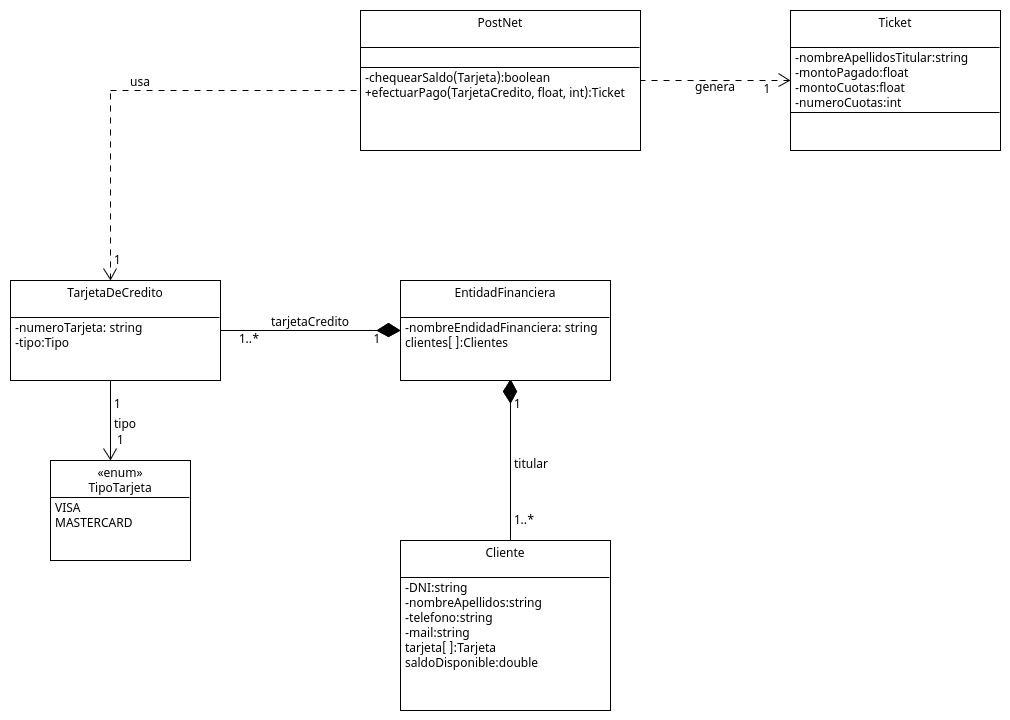 PostNet
-chequearSaldo(Tarjeta):boolean
+efectuarPago(TarjetaCredito, float, int):Ticket
Ticket
-nombreApellidosTitular:string
-montoPagado:float
-montoCuotas:float
-numeroCuotas:int
usa
1
genera
1
TarjetaDeCredito
-numeroTarjeta: string
-tipo:Tipo
tarjetaCredito
1..*
1
EntidadFinanciera
-nombreEndidadFinanciera: string
clientes[ ]:Clientes
1
tipo
1
«enum»
TipoTarjeta
VISA
MASTERCARD
1
titular
1..*
Cliente
-DNI:string
-nombreApellidos:string
-telefono:string
-mail:string
tarjeta[ ]:Tarjeta
saldoDisponible:double